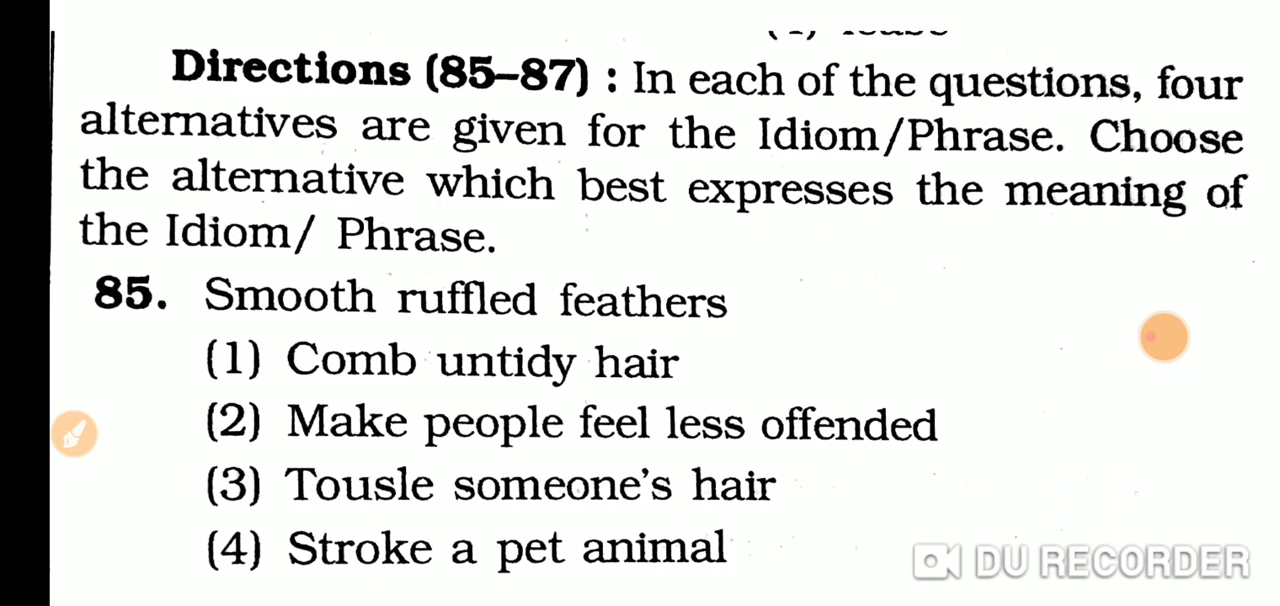 Directions (85–87) : In each of the questions, four
alternatives are given for the Idiom/Phrase. Choose
the alternative which best expresses the meaning of
the Idiom/ Phrase.
85. Smooth ruffled feathers
(1) Comb untidy hair
(2) Make people feel less offended
(3) Tousle someone's hair
(4) Stroke a pet animal
DU RECORDER